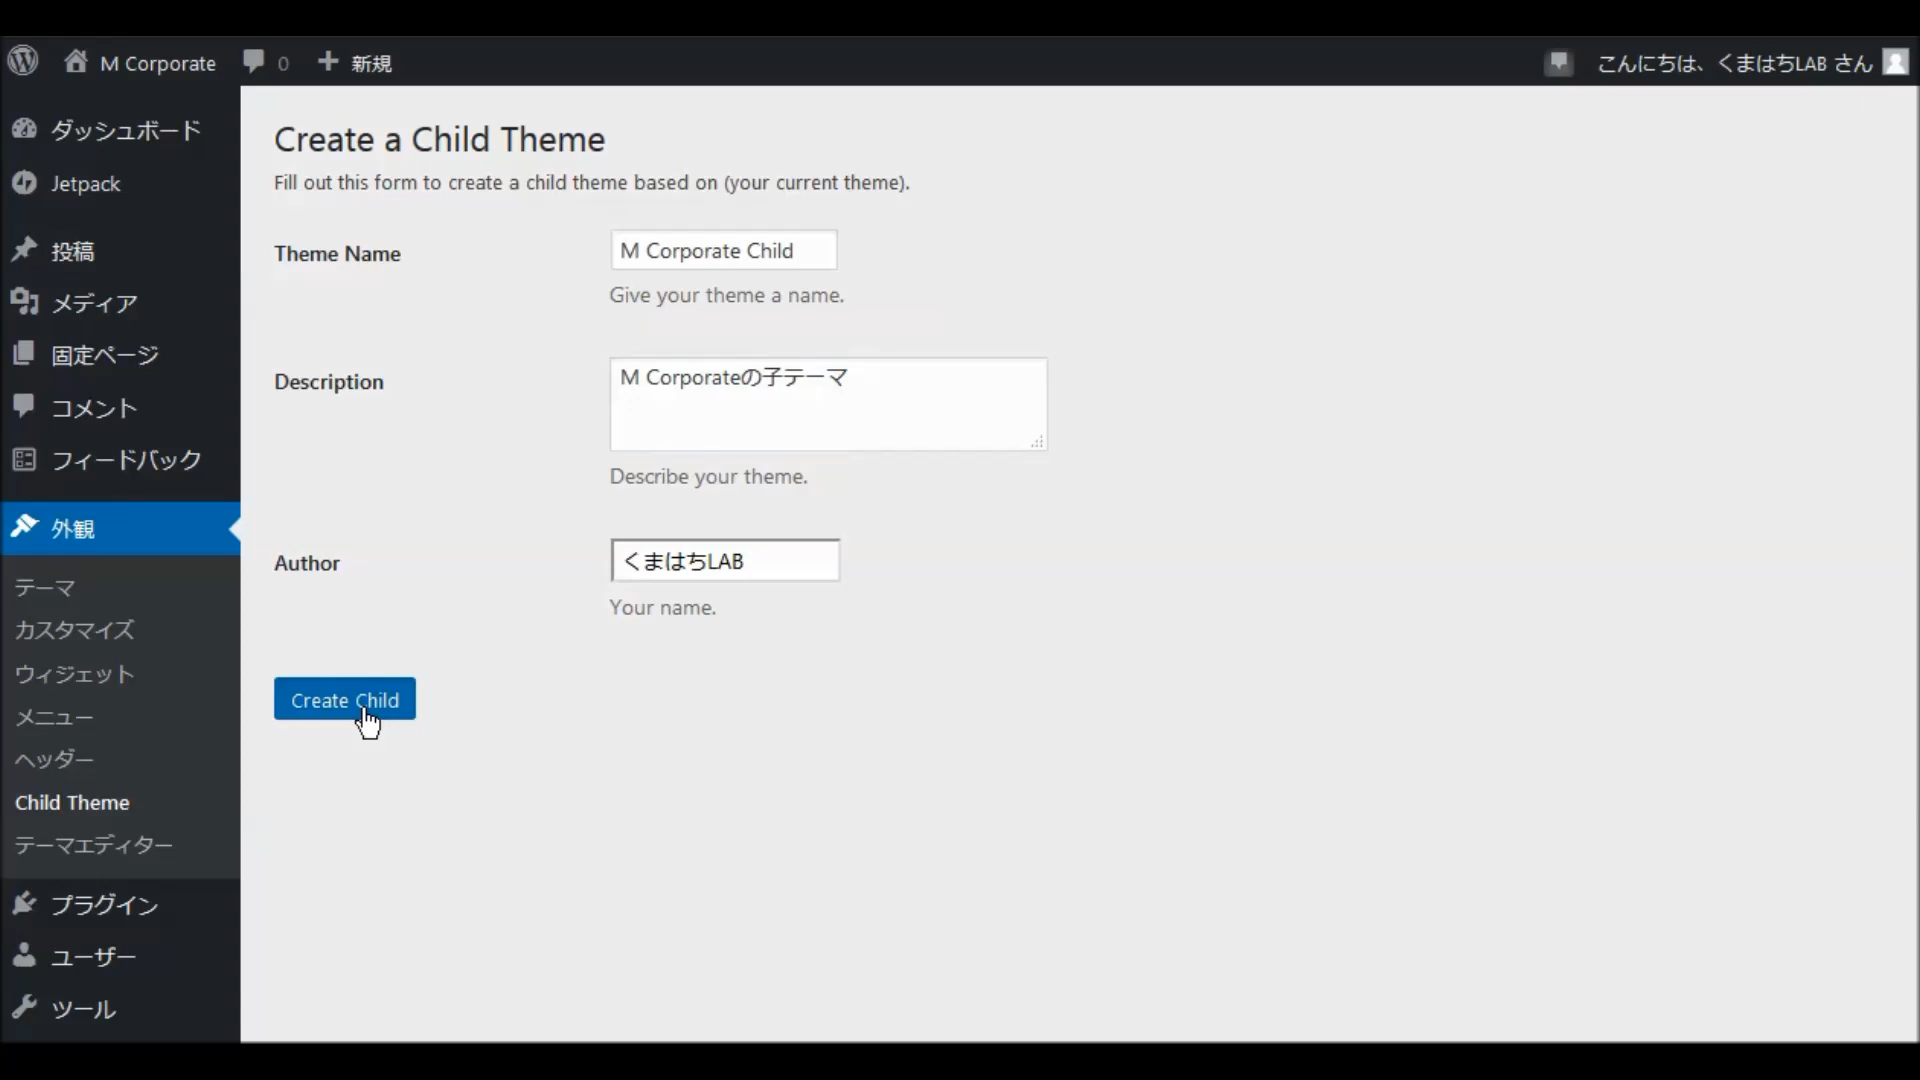 M Corporate 0 新規 こんにちは、くまはちLAB さん
ダッシュボード
Jetpack
投稿
メディア
固定ページ
コメント
フィードバック
外観
テーマ
カスタマイズ
ウィジェット
メニュー
ヘッダー
Child Theme
テーマエディター
プラグイン
ユーザー
ツール
Create a Child Theme
Fill out this form to create a child theme based on (your current theme).
Theme Name
M Corporate Child
Give your theme a name.
Description
M Corporateの子テーマ
Describe your theme.
Author
くまはちLAB
Your name.
Create Child